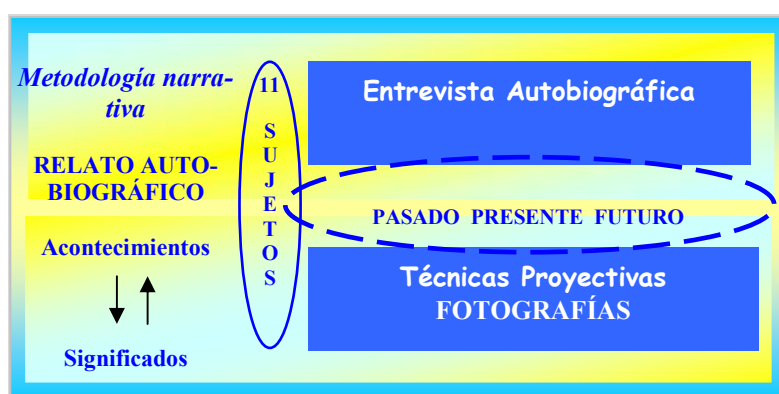 Metodología narra-
tiva
RELATO AUTO-
BIOGRÁFICO
Acontecimientos
Significados
11
S
U
J
E
T
O
S
Entrevista Autobiográfica
PASADO PRESENTE FUTURO
Técnicas Proyectivas
FOTOGRAFÍAS